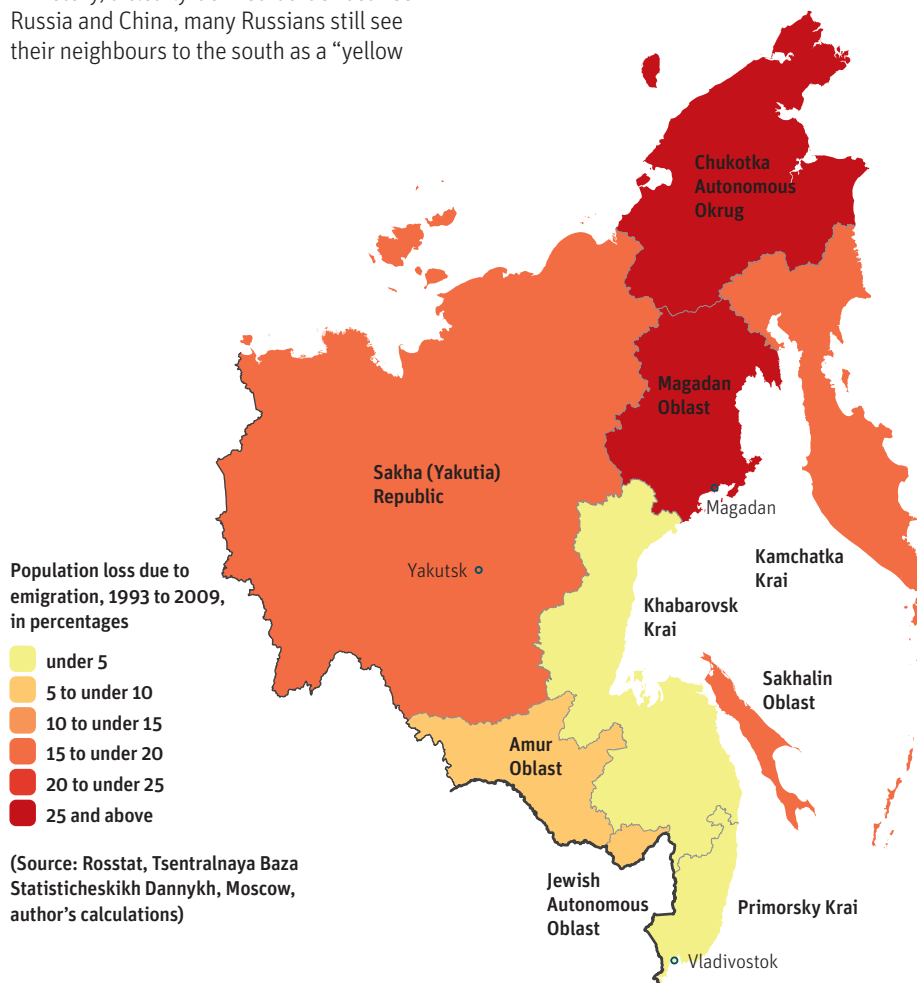 Russia and China, many Russians still see
their neighbours to the south as a “yellow
Chukotka
Autonomous
Okrug
Magadan
Oblast
Sakha (Yakutia)
Republic
Magadan
Yakutsk
Kamchatka
Krai
Khabarovsk
Krai
Sakhalin
Oblast
Amur
Oblast
Jewish
Autonomous
Oblast
Primorsky Krai
Vladivostok
Population loss due to
emigration, 1993 to 2009,
in percentages
under 5
5 to under 10
10 to under 15
15 to under 20
20 to under 25
25 and above
(Source: Rosstat, Tsentralnaya Baza
Statisticheskikh Dannykh, Moscow,
author’s calculations)